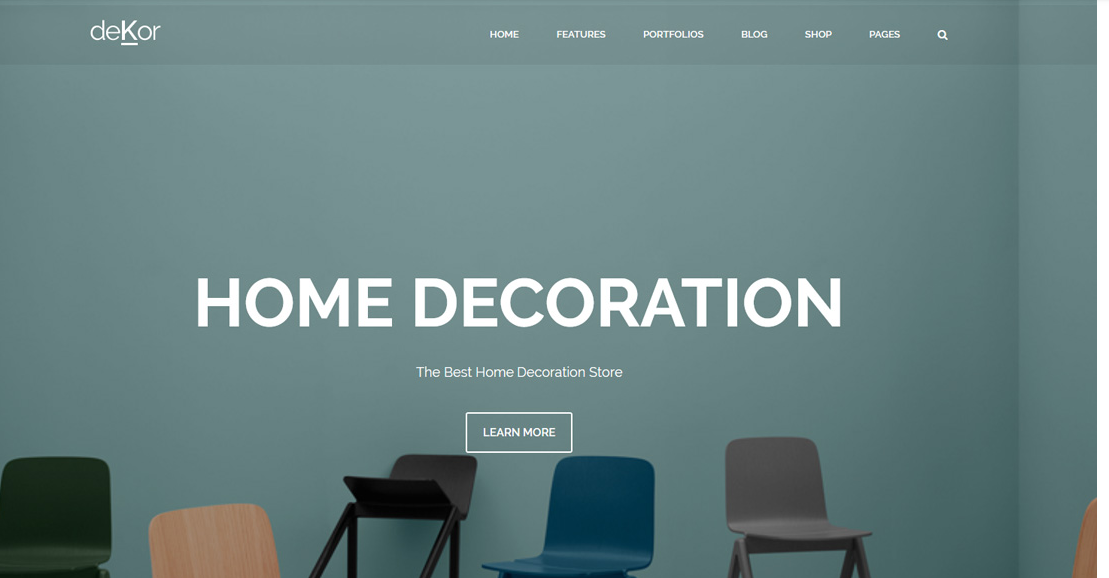 deKor
HOME FEATURES PORTFOLIOS BLOG SHOP PAGES
HOME DECORATION
The Best Home Decoration Store
LEARN MORE